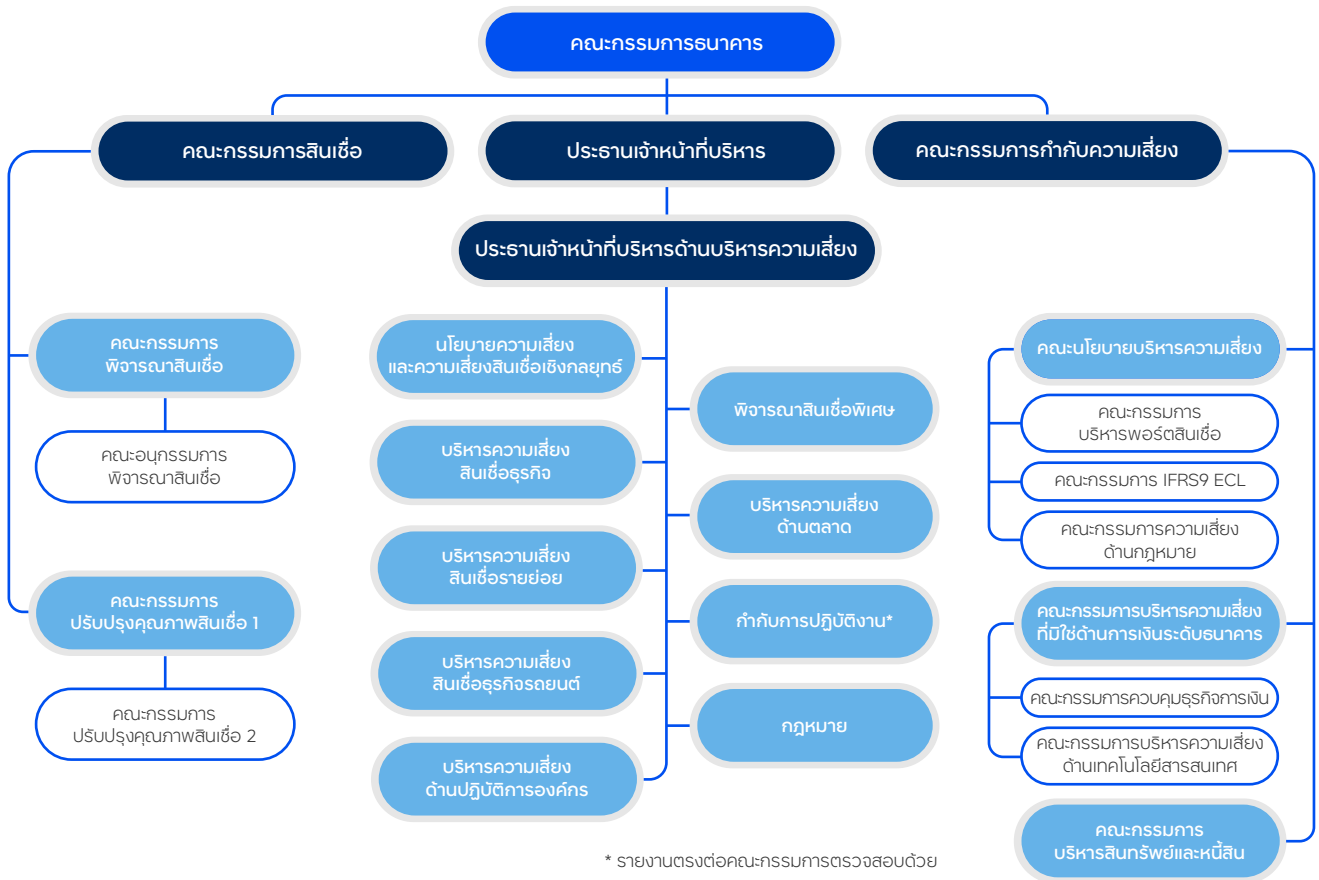 คณะกรรมการธนาคาร
คณะกรรมการสินเชื่อ
ประธานเจ้าหน้าที่บริหาร
คณะกรรมการกำกับความเสี่ยง
ประธานเจ้าหน้าที่บริหารด้านบริหารความเสี่ยง
คณะกรรมการ
พิจารณาสินเชื่อ
คณะอนุกรรมการ
พิจารณาสินเชื่อ
คณะกรรมการ
ปรับปรุงคุณภาพสินเชื่อ 1
คณะกรรมการ
ปรับปรุงคุณภาพสินเชื่อ 2
นโยบายความเสี่ยง
และความเสี่ยงสินเชื่อเชิงกลยุทธ์
บริหารความเสี่ยง
สินเชื่อธุรกิจ
บริหารความเสี่ยง
สินเชื่อรายย่อย
บริหารความเสี่ยง
สินเชื่อธุรกิจรถยนต์
บริหารความเสี่ยง
ด้านปฏิบัติการองค์กร
พิจารณาสินเชื่อพิเศษ
บริหารความเสี่ยง
ด้านตลาด
กำกับการปฏิบัติงาน*
กฎหมาย
คณะนโยบายบริหารความเสี่ยง
คณะกรรมการ
บริหารพอร์ตสินเชื่อ
คณะกรรมการ IFRS9 ECL
คณะกรรมการความเสี่ยง
ด้านกฎหมาย
คณะกรรมการบริหารความเสี่ยง
ที่มิใช่ด้านการเงินระดับธนาคาร
คณะกรรมการควบคุมธุรกิจการเงิน
คณะกรรมการบริหารความเสี่ยง
ด้านเทคโนโลยีสารสนเทศ
คณะกรรมการ
บริหารสินทรัพย์และหนี้สิน
* รายงานตรงต่อคณะกรรมการตรวจสอบด้วย